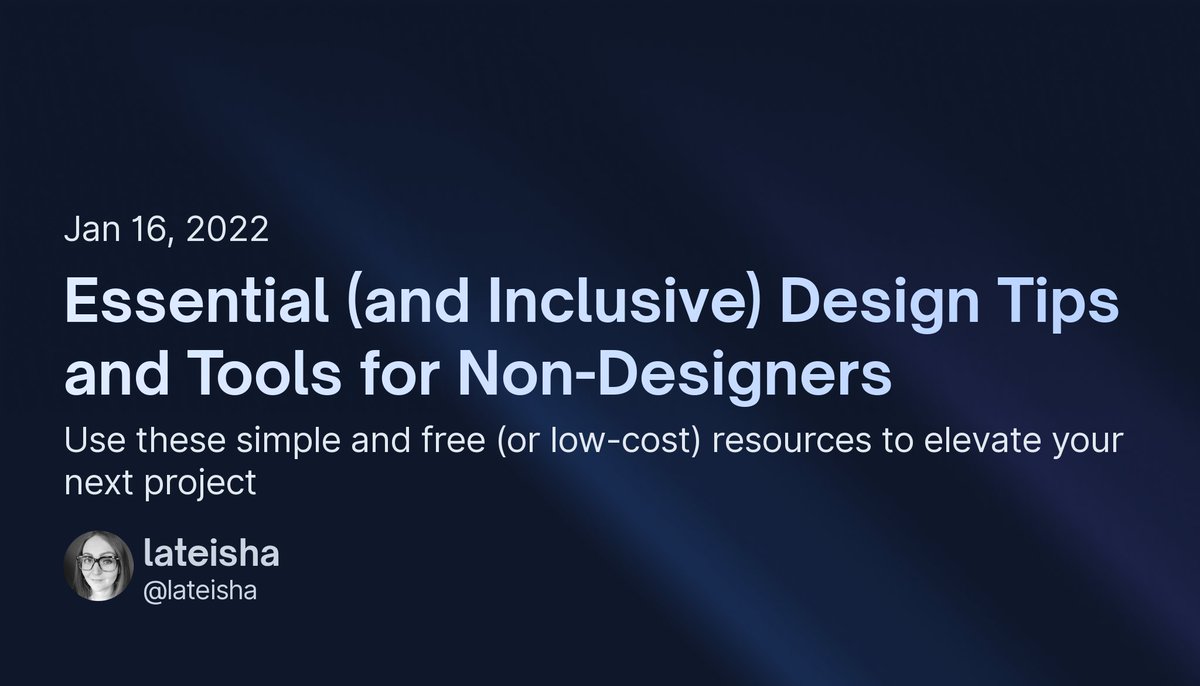 Jan 16, 2022
Essential (and Inclusive) Design Tips
and Tools for Non-Designers
Use these simple and free (or low-cost) resources to elevate your
next project
lateisha
@lateisha